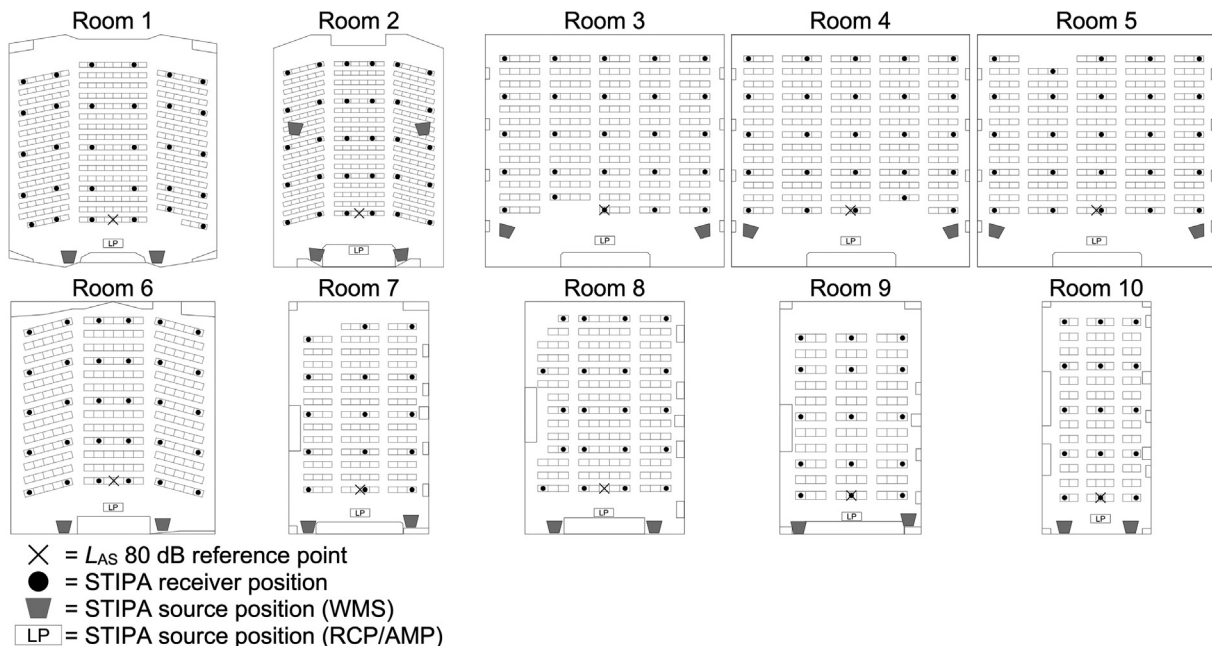 Room 1 Room 2 Room 3 Room 4 Room 5
LP LP LP LP LP
Room 6 Room 7 Room 8 Room 9 Room 10
LP LP LP LP LP
= LAS 80 dB reference point
= STIPA receiver position
= STIPA source position (WMS)
LP = STIPA source position (RCP/AMP)